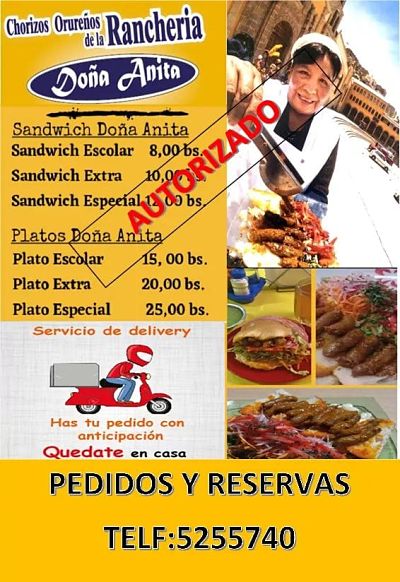 Chorizos Orureños
de la Rancheria
Doña Anita
Sandwich Doña Anita
Sandwich Escolar 8,00 bs.
Sandwich Extra 10,00 bs.
Sandwich Especial bs.
AUTORIZADO
Platos Doña Anita
Plato Escolar 15, 00 bs.
Plato Extra 20,00 bs.
Plato Especial 25,00 bs.
Servicio de delivery
Has tu pedido con
anticipación
Quedate en casa
PEDIDOS Y RESERVAS
TELF:5255740